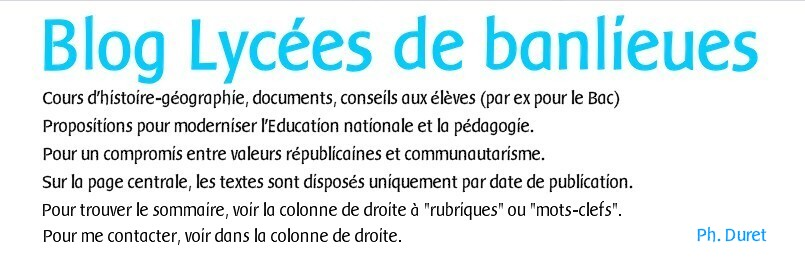 Blog Lycées de banlieues
Cours d'histoire-géographie, documents, conseils aux élèves (par ex pour le Bac)
Propositions pour moderniser l'Education nationale et la pédagogie.
Pour un compromis entre valeurs républicaines et communautarisme.
Sur la page centrale, les textes sont disposés uniquement par date de publication.
Pour trouver le sommaire, voir la colonne de droite à "rubriques" ou "mots-clefs".
Pour me contacter, voir dans la colonne de droite.
Ph. Duret